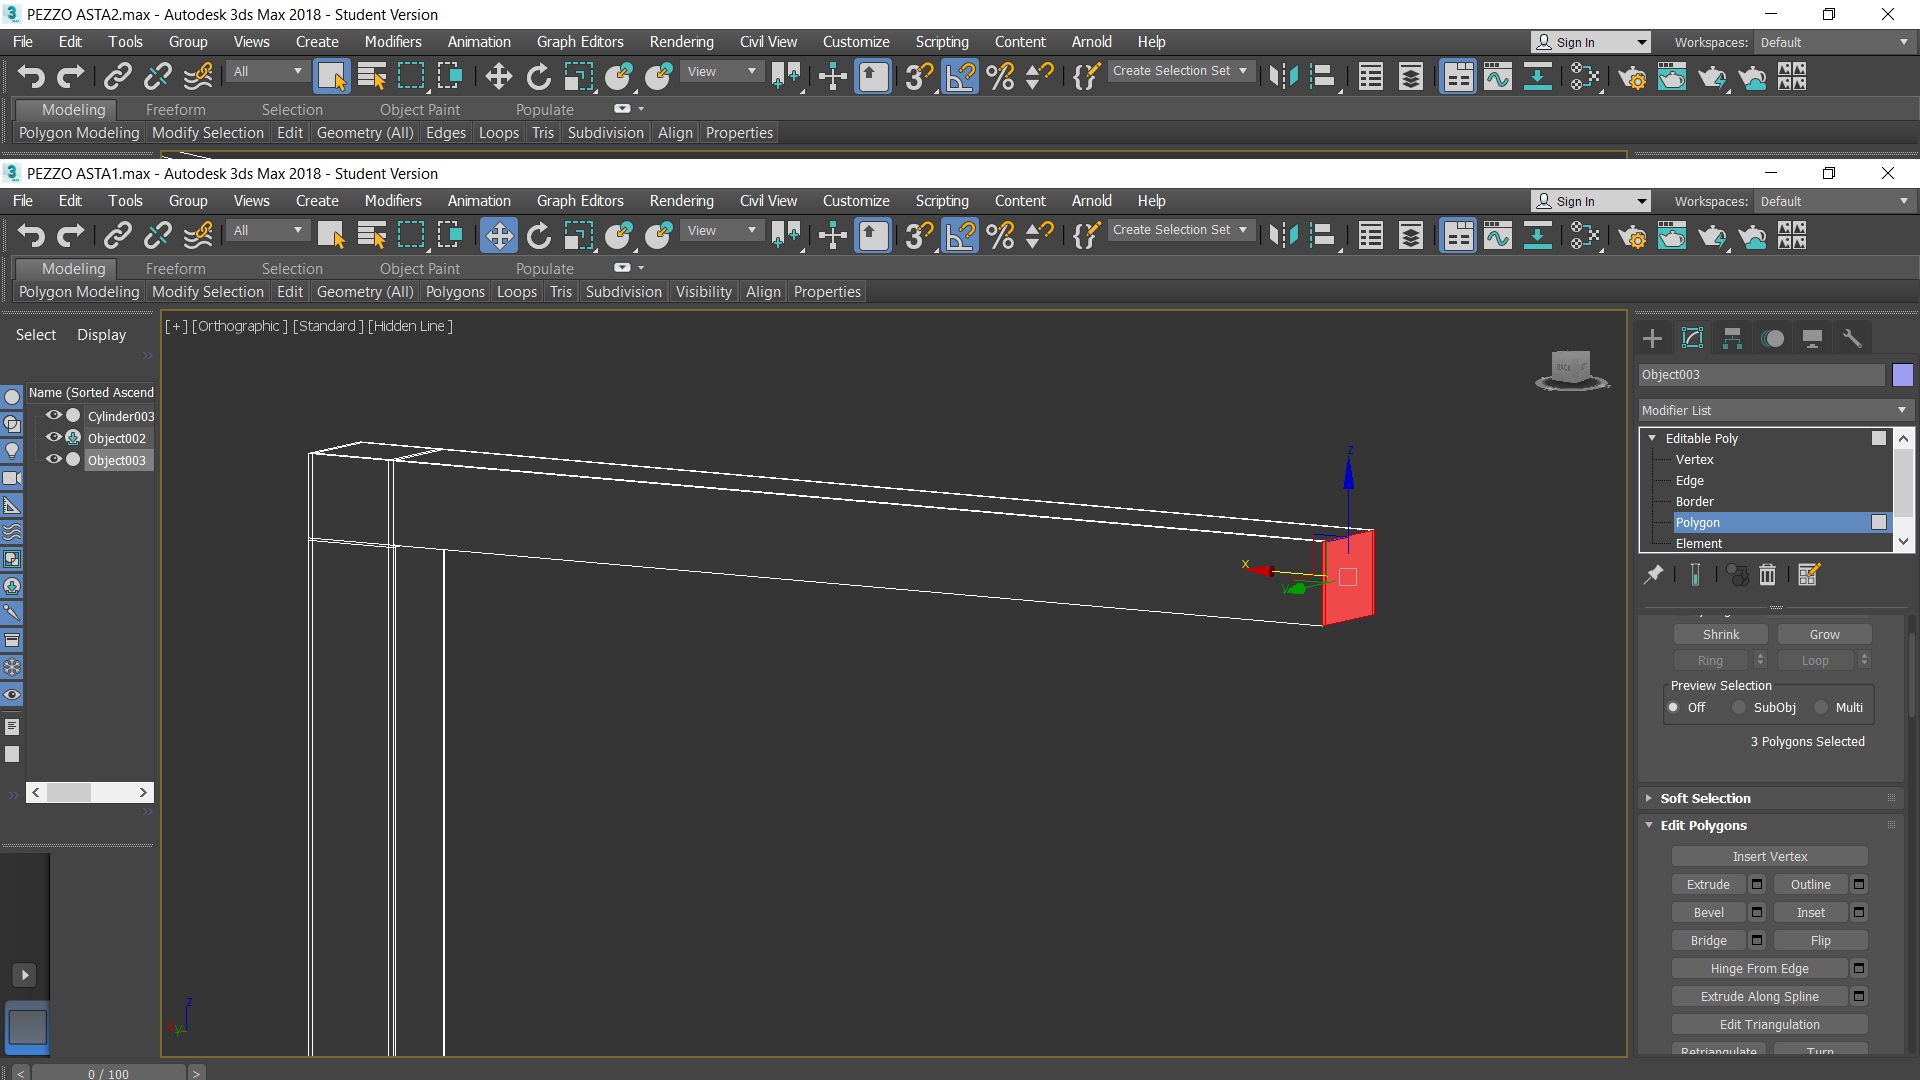 PEZZO ASTA2.max - Autodesk 3ds Max 2018 - Student Version
File Edit Tools Group Views Create Modifiers Animation Graph Editors Rendering Civil View Customize Scripting Content Arnold Help Sign In Workspaces: Default
All View Create Selection Set
Modeling Freeform Selection Object Paint Populate
Polygon Modeling Modify Selection Edit Geometry (All) Edges Loops Tris Subdivision Align Properties
PEZZO ASTA1.max - Autodesk 3ds Max 2018 - Student Version
File Edit Tools Group Views Create Modifiers Animation Graph Editors Rendering Civil View Customize Scripting Content Arnold Help Sign In Workspaces: Default
All View Create Selection Set
Modeling Freeform Selection Object Paint Populate
Polygon Modeling Modify Selection Edit Geometry (All) Polygons Loops Tris Subdivision Visibility Align Properties
Select Display
[+] [Orthographic ] [Standard ] [Hidden Line ]
Name (Sorted Ascend
Cylinder003
Object002
Object003
z
x
y
z
y
Object003
Modifier List
Editable Poly
Vertex
Edge
Border
Polygon
Element
Shrink Grow
Ring Loop
Preview Selection
Off SubObj Multi
3 Polygons Selected
Soft Selection
Edit Polygons
Insert Vertex
Extrude Outline
Bevel Inset
Bridge Flip
Hinge From Edge
Extrude Along Spline
Edit Triangulation
Retriangulate Turn
< 0 / 100 >